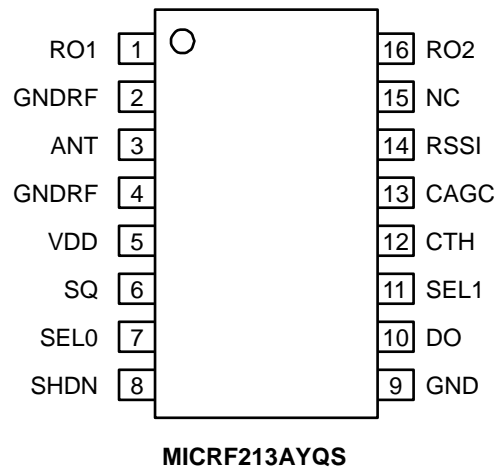 RO1 1 16 RO2
GNDRF 2 15 NC
ANT 3 14 RSSI
GNDRF 4 13 CAGC
VDD 5 12 CTH
SQ 6 11 SEL1
SEL0 7 10 DO
SHDN 8 9 GND
MICRF213AYQS